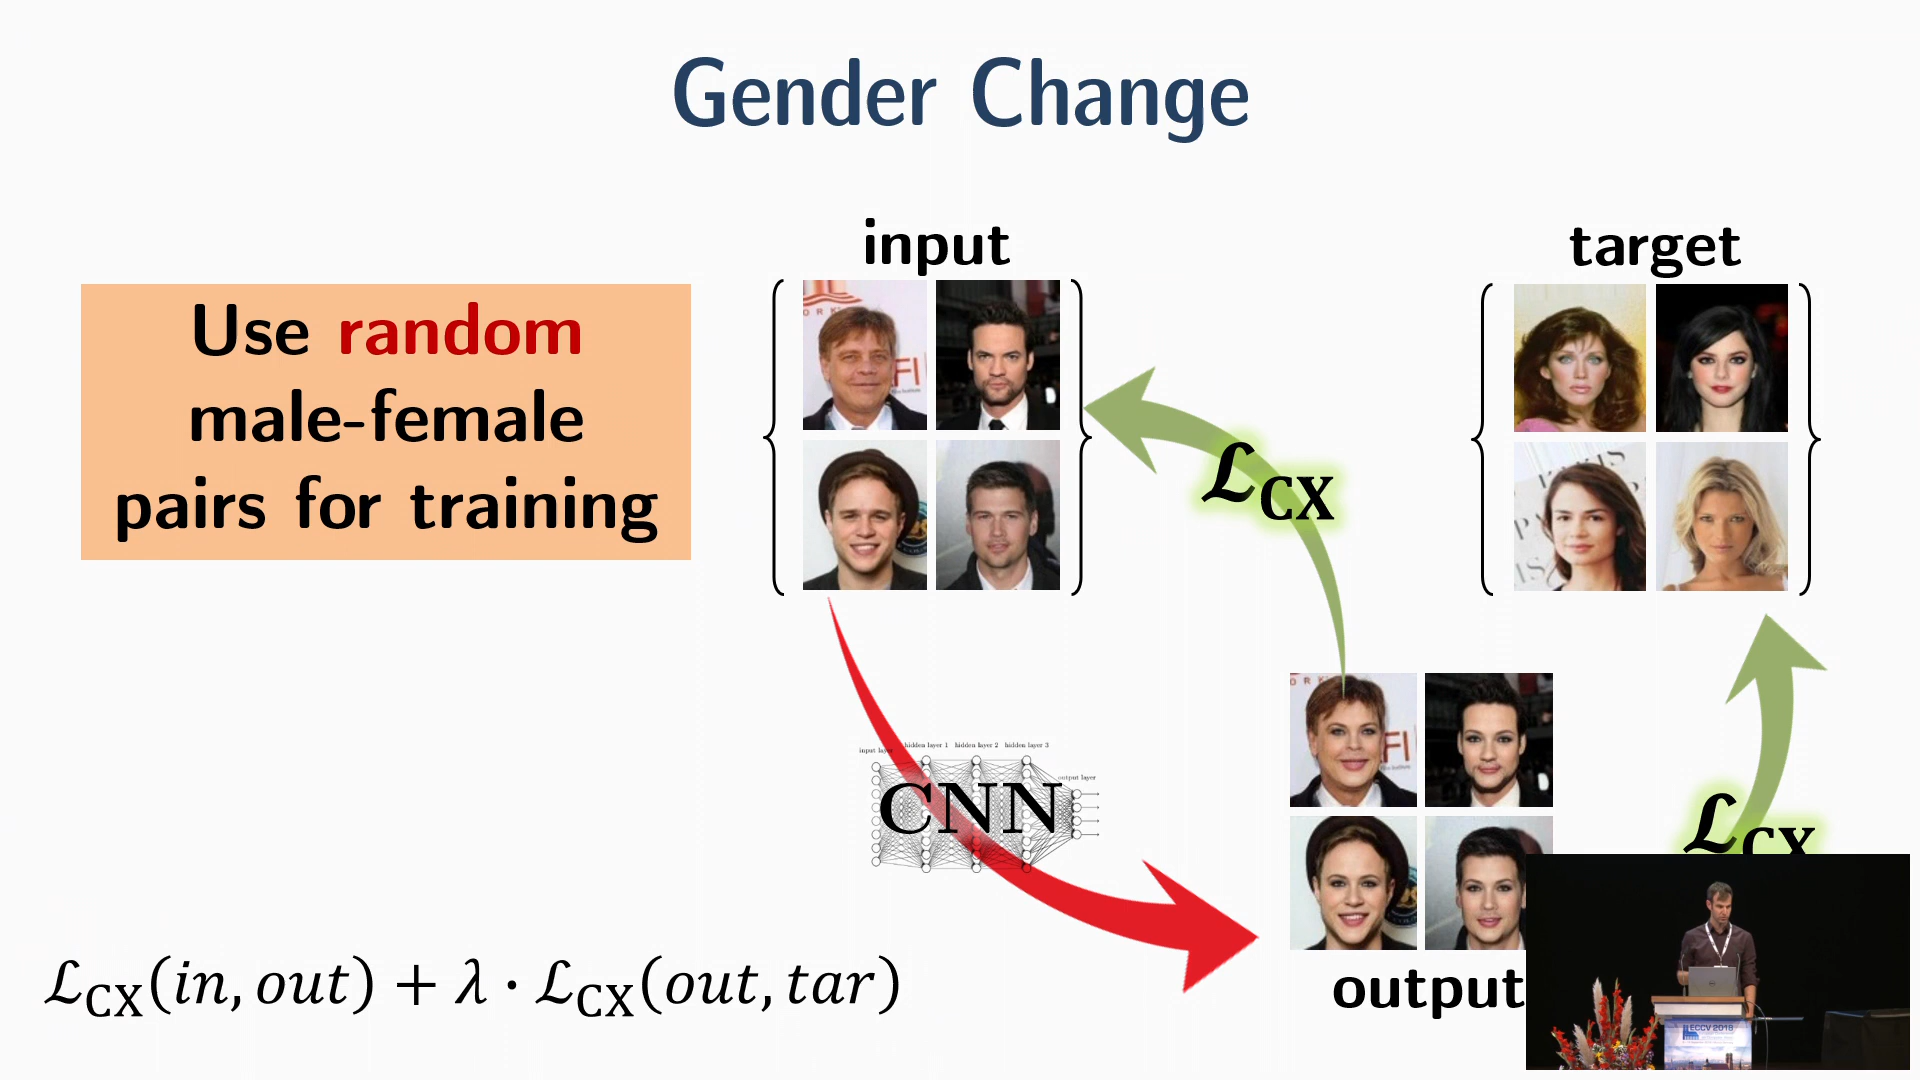 Gender Change
input
target
Use random
male-female
pairs for training
ℒCX
input layer
hidden layer 1 hidden layer 2 hidden layer 3
output layer
CNN
ℒCX
output
ℒCX(in, out) + λ · ℒCX(out, tar)
ECCV 2018